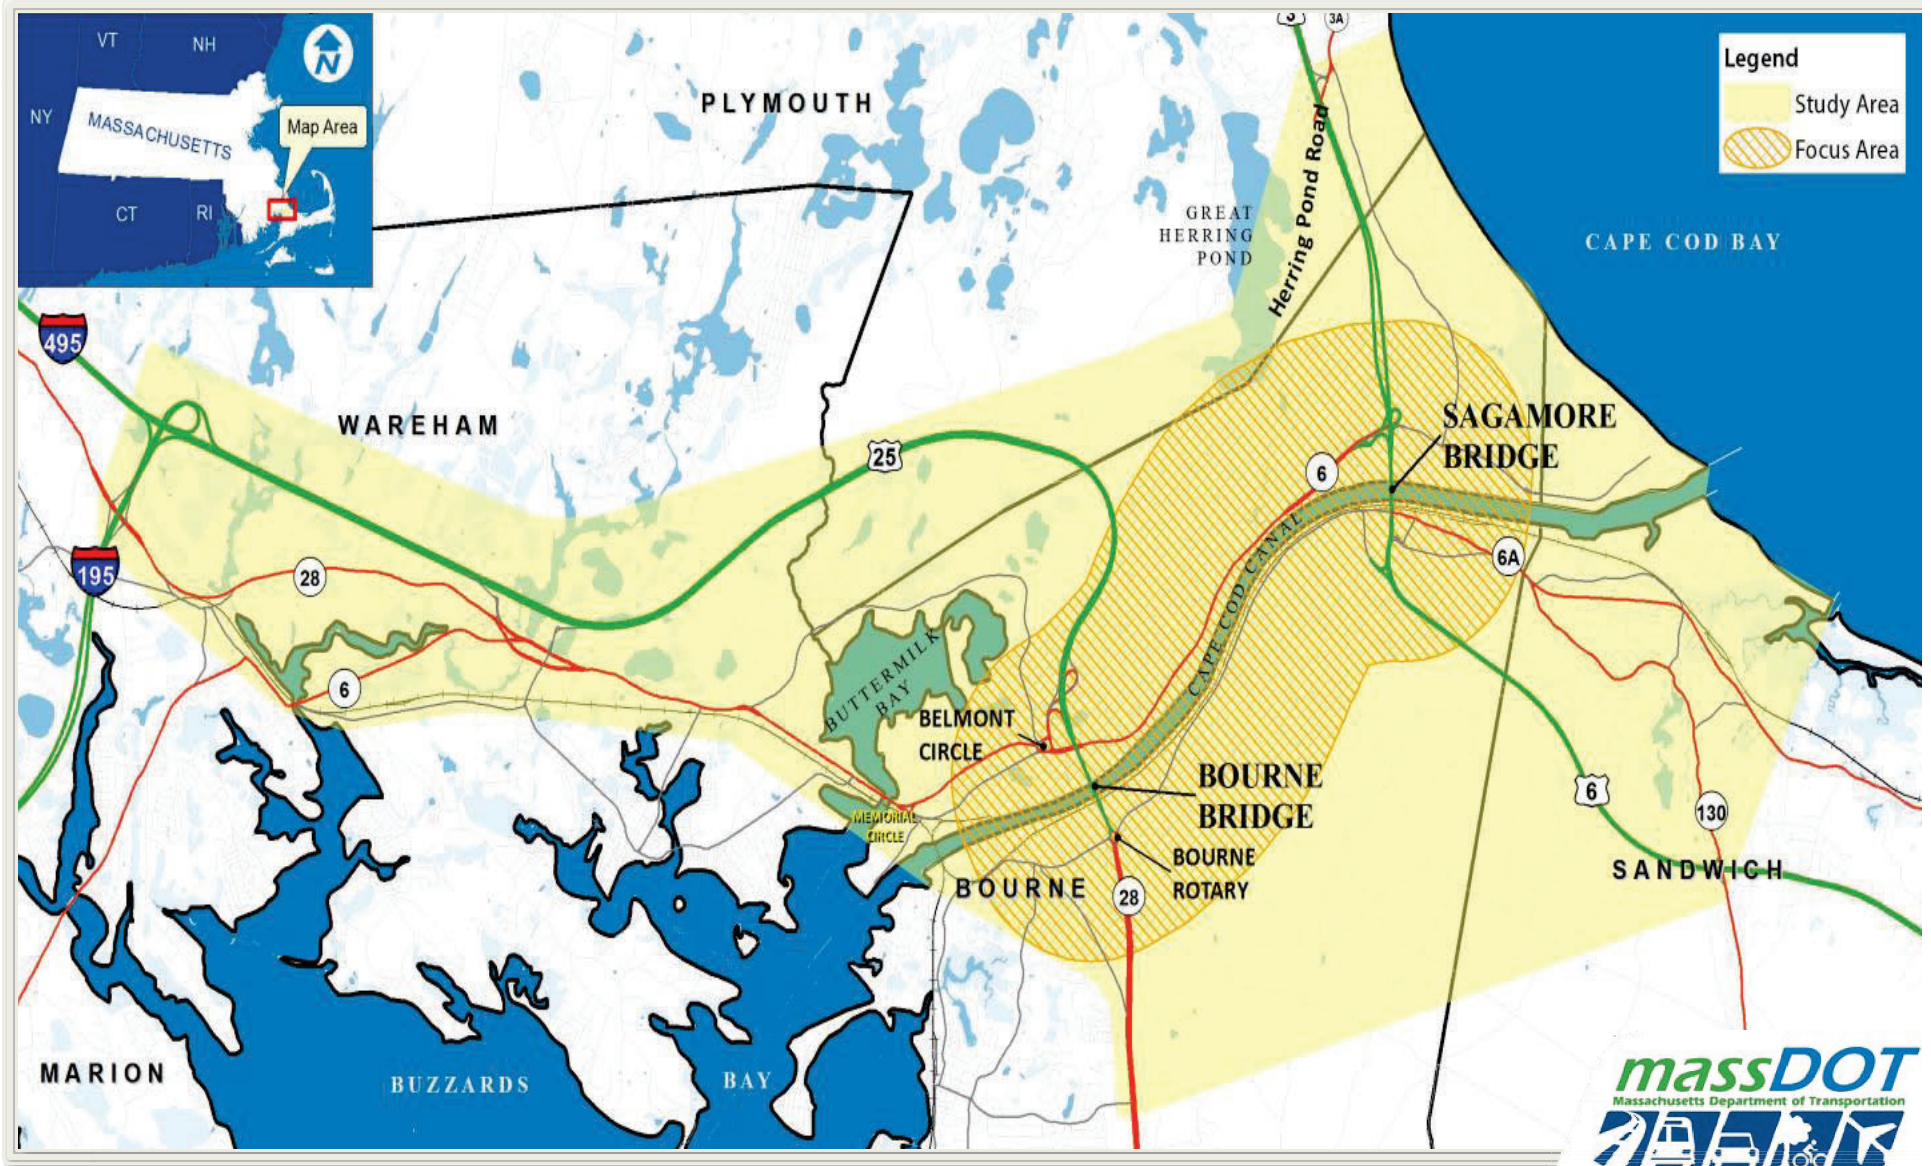 VT
NH
N
NY
MASSACHUSETTS
Map Area
CT
RI
3
3A
Legend
Study Area
Focus Area
PLYMOUTH
GREAT
HERRING
POND
Herring Pond Road
CAPE COD BAY
495
WAREHAM
25
SAGAMORE
BRIDGE
6
195
28
6A
CAPE COD CANAL
6
BUTTERMILK
BAY
BELMONT
CIRCLE
BOURNE
BRIDGE
MEMORIAL
CIRCLE
6
130
BOURNE
ROTARY
BOURNE
28
SANDWICH
MARION
BUZZARDS
BAY
massDOT
Massachusetts Department of Transportation